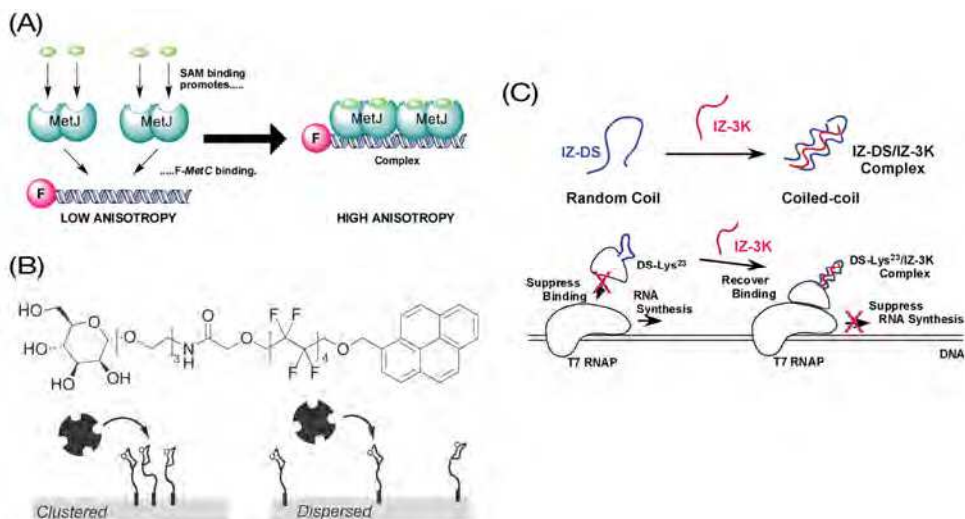 (A)
SAM binding
promotes.....
MetJ
MetJ
MetJ
MetJ
F
Complex
.....F-MetC binding.
F
LOW ANISOTROPY
HIGH ANISOTROPY
(B)
HO
O
HO
HO
OH
O
3
N
H
O
O
F
F
F
F
4
O
Clustered
Dispersed
(C)
IZ-3K
IZ-DS
IZ-DS/IZ-3K
Complex
Random Coil
Coiled-coil
IZ-3K
DS-Lys²³
DS-Lys²³/IZ-3K
Complex
Suppress
Binding
RNA
Synthesis
Recover
Binding
Suppress
RNA Synthesis
T7 RNAP
T7 RNAP
DNA